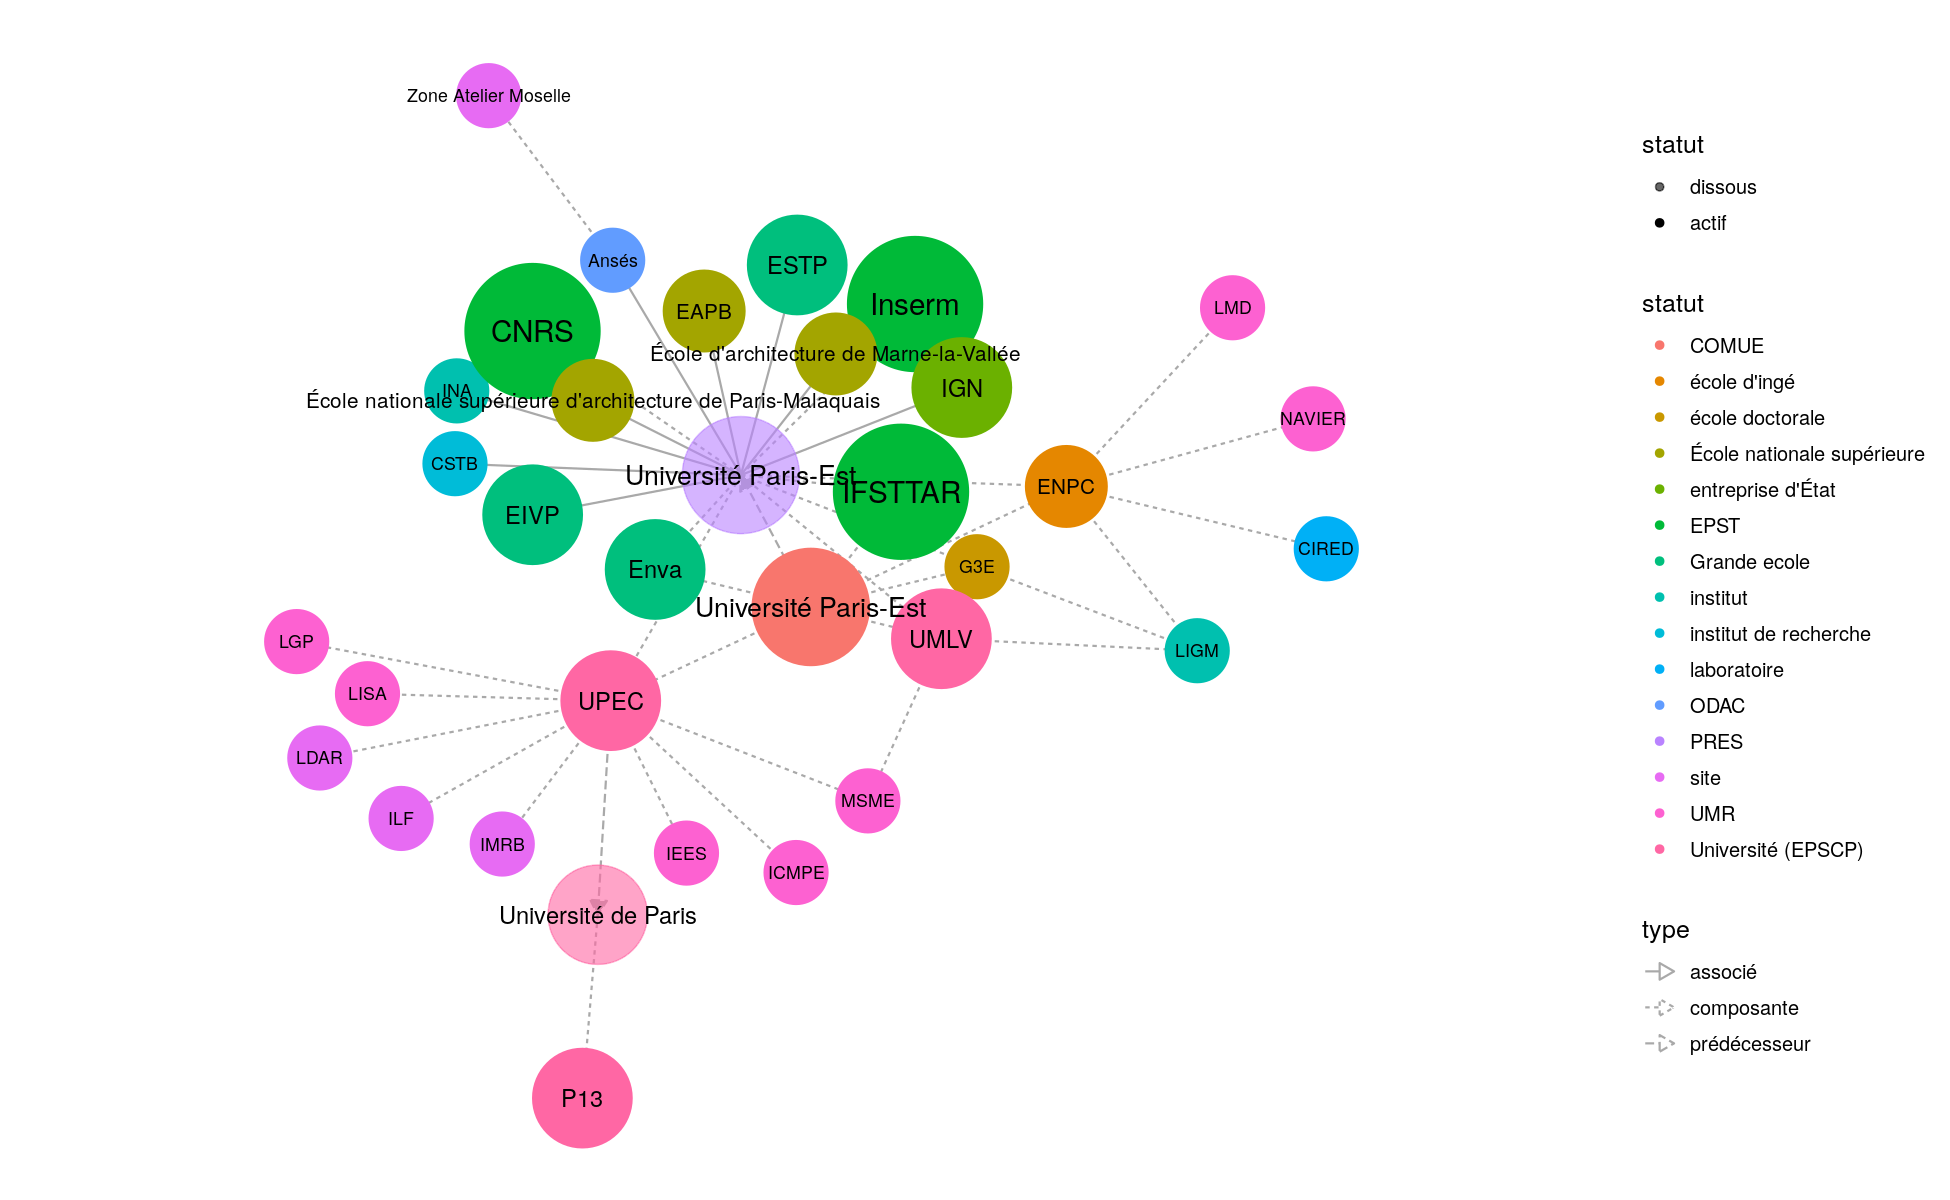 Zone Atelier Moselle
Ansés
ESTP
EAPB
Inserm
CNRS
École d'architecture de Marne-la-Vallée
IGN
INA
École nationale supérieure d'architecture de Paris-Malaquais
LMD
NAVIER
CSTB
Université Paris-Est
IFSTTAR
ENPC
EIVP
CIRED
Enva
G3E
Université Paris-Est
UMLV
LIGM
LGP
LISA
UPEC
LDAR
ILF
IMRB
IEES
ICMPE
MSME
Université de Paris
P13
statut
dissous
actif
statut
COMUE
école d'ingé
école doctorale
École nationale supérieure
entreprise d'État
EPST
Grande ecole
institut
institut de recherche
laboratoire
ODAC
PRES
site
UMR
Université (EPSCP)
type
associé
composante
prédécesseur